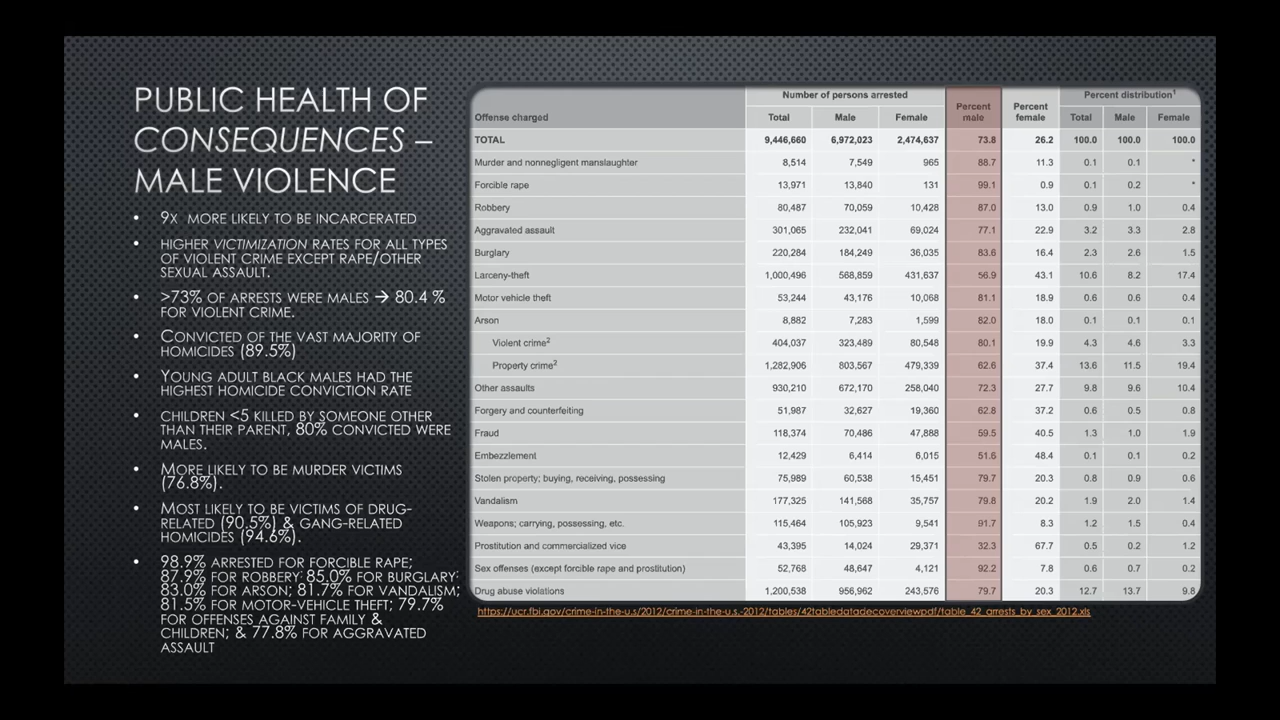 PUBLIC HEALTH OF
CONSEQUENCES –
MALE VIOLENCE
• 9X MORE LIKELY TO BE INCARCERATED
• HIGHER VICTIMIZATION RATES FOR ALL TYPES
OF VIOLENT CRIME EXCEPT RAPE/OTHER
SEXUAL ASSAULT.
• >73% OF ARRESTS WERE MALES → 80.4 %
FOR VIOLENT CRIME.
• CONVICTED OF THE VAST MAJORITY OF
HOMICIDES (89.5%)
• YOUNG ADULT BLACK MALES HAD THE
HIGHEST HOMICIDE CONVICTION RATE
• CHILDREN <5 KILLED BY SOMEONE OTHER
THAN THEIR PARENT, 80% CONVICTED WERE
MALES.
• MORE LIKELY TO BE MURDER VICTIMS
(76.8%).
• MOST LIKELY TO BE VICTIMS OF DRUG-
RELATED (90.5%) & GANG-RELATED
HOMICIDES (94.6%).
• 98.9% ARRESTED FOR FORCIBLE RAPE;
87.9% FOR ROBBERY; 85.0% FOR BURGLARY;
83.0% FOR ARSON; 81.7% FOR VANDALISM;
81.5% FOR MOTOR-VEHICLE THEFT; 79.7%
FOR OFFENSES AGAINST FAMILY &
CHILDREN; & 77.8% FOR AGGRAVATED
ASSAULT
Number of persons arrested Percent distribution¹
Offense charged Total Male Female Percent male Percent female Total Male Female
TOTAL 9,446,660 6,972,023 2,474,637 73.8 26.2 100.0 100.0 100.0
Murder and nonnegligent manslaughter 8,514 7,549 965 88.7 11.3 0.1 0.1 *
Forcible rape 13,971 13,840 131 99.1 0.9 0.1 0.2 *
Robbery 80,487 70,059 10,428 87.0 13.0 0.9 1.0 0.4
Aggravated assault 301,065 232,041 69,024 77.1 22.9 3.2 3.3 2.8
Burglary 220,284 184,249 36,035 83.6 16.4 2.3 2.6 1.5
Larceny-theft 1,000,496 568,859 431,637 56.9 43.1 10.6 8.2 17.4
Motor vehicle theft 53,244 43,176 10,068 81.1 18.9 0.6 0.6 0.4
Arson 8,882 7,283 1,599 82.0 18.0 0.1 0.1 0.1
Violent crime² 404,037 323,489 80,548 80.1 19.9 4.3 4.6 3.3
Property crime² 1,282,906 803,567 479,339 62.6 37.4 13.6 11.5 19.4
Other assaults 930,210 672,170 258,040 72.3 27.7 9.8 9.6 10.4
Forgery and counterfeiting 51,987 32,627 19,360 62.8 37.2 0.6 0.5 0.8
Fraud 118,374 70,486 47,888 59.5 40.5 1.3 1.0 1.9
Embezzlement 12,429 6,414 6,015 51.6 48.4 0.1 0.1 0.2
Stolen property; buying, receiving, possessing 75,989 60,538 15,451 79.7 20.3 0.8 0.9 0.6
Vandalism 177,325 141,568 35,757 79.8 20.2 1.9 2.0 1.4
Weapons; carrying, possessing, etc. 115,464 105,923 9,541 91.7 8.3 1.2 1.5 0.4
Prostitution and commercialized vice 43,395 14,024 29,371 32.3 67.7 0.5 0.2 1.2
Sex offenses (except forcible rape and prostitution) 52,768 48,647 4,121 92.2 7.8 0.6 0.7 0.2
Drug abuse violations 1,200,538 956,962 243,576 79.7 20.3 12.7 13.7 9.8
https://ucr.fbi.gov/crime-in-the-u.s/2012/crime-in-the-u.s.-2012/tables/42tabledatadecoverviewpdf/table_42_arrests_by_sex_2012.xls